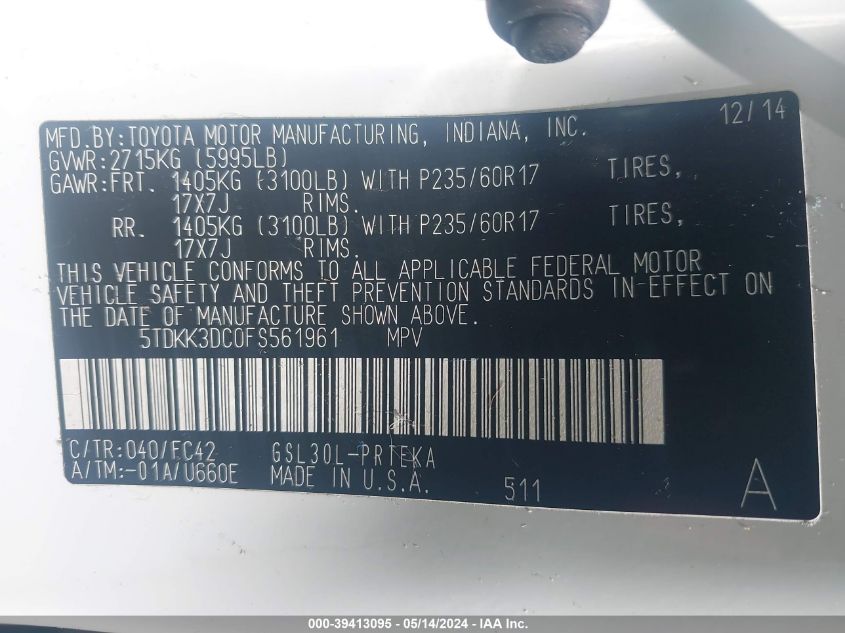 12/14
MFD.BY:TOYOTA MOTOR MANUFACTURING, INDIANA, INC.
GVWR:2715KG (5995LB)
GAWR:FRT. 1405KG (3100LB) WITH P235/60R17 TIRES,
17X7J RIMS.
RR. 1405KG (3100LB) WITH P235/60R17 TIRES,
17X7J RIMS.
THIS VEHICLE CONFORMS TO ALL APPLICABLE FEDERAL MOTOR
VEHICLE SAFETY AND THEFT PREVENTION STANDARDS IN EFFECT ON
THE DATE OF MANUFACTURE SHOWN ABOVE.
5TDKK3DC0FS561961 MPV
C/TR:040/FC42 GSL30L-PRTEKA
A/TM:-01A/U660E MADE IN U.S.A. 511 A
000-39413095 - 05/14/2024 - IAA Inc.